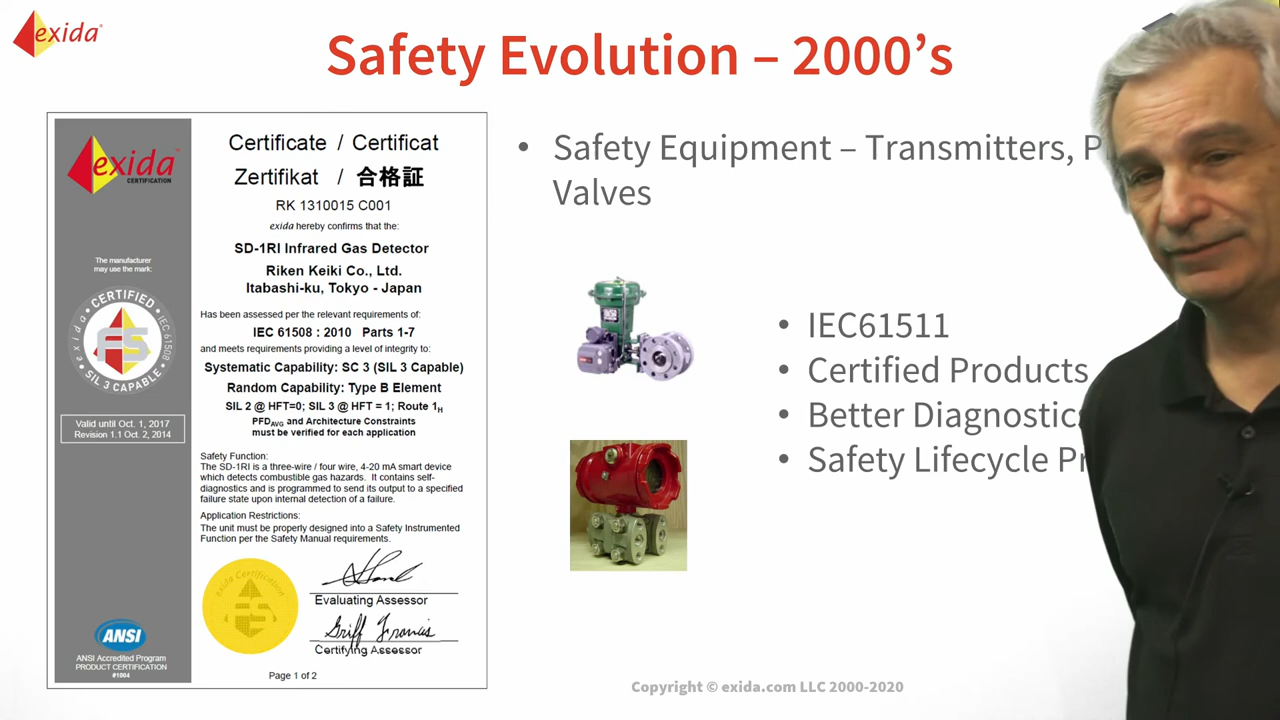 exida
Safety Evolution – 2000's
exida
CERTIFICATION
The manufacturer
may use the mark:
CERTIFIED
exida
IEC 61508
FS
SIL 3 CAPABLE
Valid until Oct. 1, 2017
Revision 1.1 Oct. 2, 2014
ANSI
ANSI Accredited Program
PRODUCT CERTIFICATION
#1004
Certificate / Certificat
Zertifikat / 合格証
RK 1310015 C001
exida hereby confirms that the:
SD-1RI Infrared Gas Detector
Riken Keiki Co., Ltd.
Itabashi-ku, Tokyo - Japan
Has been assessed per the relevant requirements of:
IEC 61508 : 2010 Parts 1-7
and meets requirements providing a level of integrity to:
Systematic Capability: SC 3 (SIL 3 Capable)
Random Capability: Type B Element
SIL 2 @ HFT=0; SIL 3 @ HFT = 1; Route 1H
PFDAVG and Architecture Constraints
must be verified for each application
Safety Function:
The SD-1RI is a three-wire / four wire, 4-20 mA smart device
which detects combustible gas hazards. It contains self-
diagnostics and is programmed to send its output to a specified
failure state upon internal detection of a failure.
Application Restrictions:
The unit must be properly designed into a Safety Instrumented
Function per the Safety Manual requirements.
exida Certification
FS
Evaluating Assessor
Griff Francis
Certifying Assessor
Page 1 of 2
• Safety Equipment – Transmitters,
Valves
• IEC61511
• Certified Products
• Better Diagnostics
• Safety Lifecycle
Copyright © exida.com LLC 2000-2020